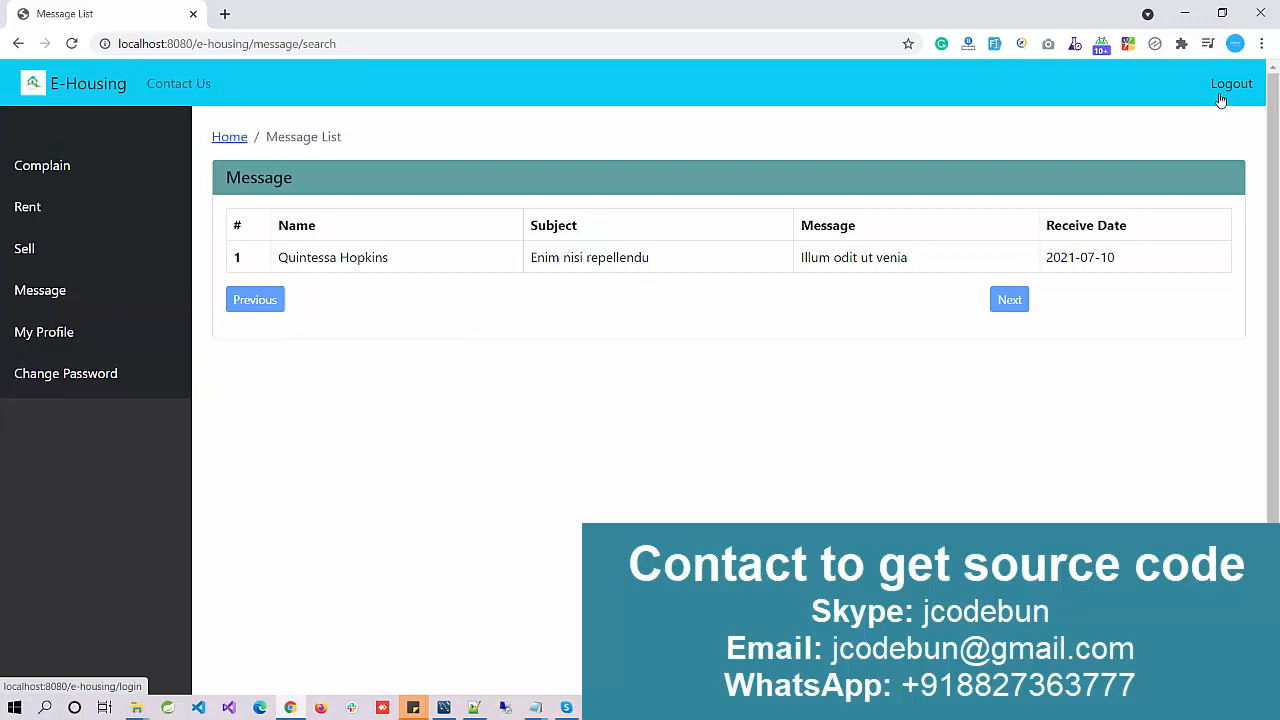 Message List
localhost:8080/e-housing/message/search
10+
E-Housing Contact Us Logout
Home / Message List
Complain
Rent
Sell
Message
My Profile
Change Password
Message
# Name Subject Message Receive Date
1 Quintessa Hopkins Enim nisi repellendu Illum odit ut venia 2021-07-10
Previous Next
Contact to get source code
Skype: jcodebun
Email: jcodebun@gmail.com
WhatsApp: +918827363777
localhost:8080/e-housing/login